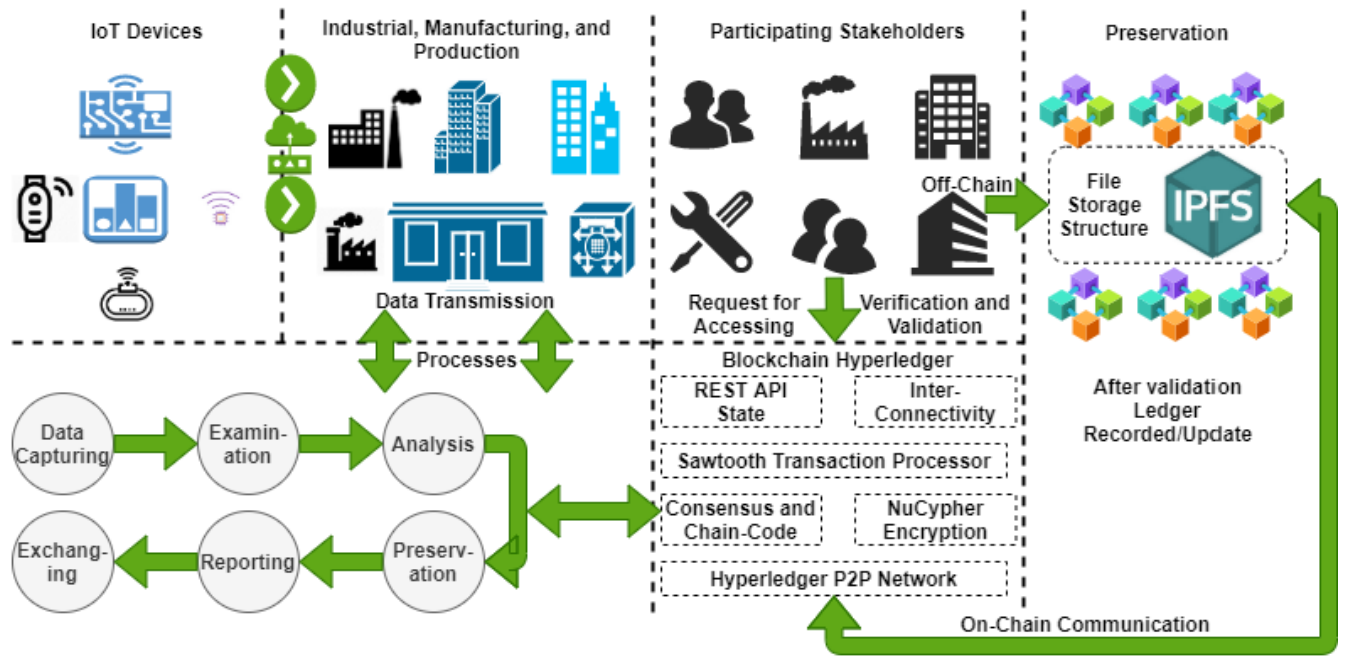 IoT Devices
Industrial, Manufacturing, and
Production
Participating Stakeholders
Preservation
Off-Chain
File
Storage
Structure
IPFS
Data Transmission
Request for
Accessing
Verification and
Validation
Processes
Blockchain Hyperledger
REST API
State
Inter-
Connectivity
After validation
Ledger
Recorded/Update
Data
Capturing
Examin-
ation
Analysis
Sawtooth Transaction Processor
Consensus and
Chain-Code
NuCypher
Encryption
Exchang-
ing
Reporting
Preserv-
ation
Hyperledger P2P Network
On-Chain Communication